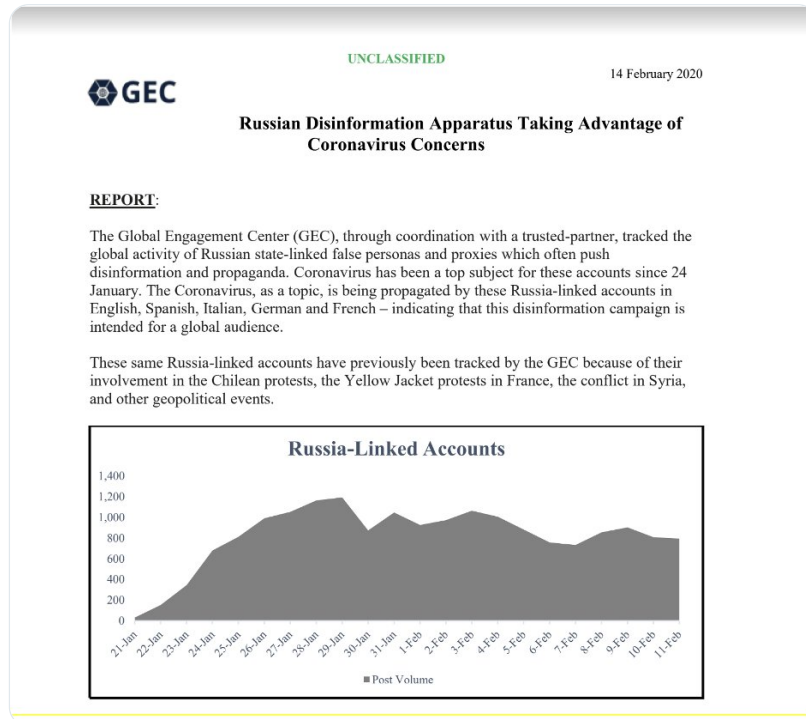 UNCLASSIFIED
14 February 2020
GEC
Russian Disinformation Apparatus Taking Advantage of
Coronavirus Concerns
REPORT:
The Global Engagement Center (GEC), through coordination with a trusted-partner, tracked the
global activity of Russian state-linked false personas and proxies which often push
disinformation and propaganda. Coronavirus has been a top subject for these accounts since 24
January. The Coronavirus, as a topic, is being propagated by these Russia-linked accounts in
English, Spanish, Italian, German and French – indicating that this disinformation campaign is
intended for a global audience.
These same Russia-linked accounts have previously been tracked by the GEC because of their
involvement in the Chilean protests, the Yellow Jacket protests in France, the conflict in Syria,
and other geopolitical events.
Russia-Linked Accounts
1,400
1,200
1,000
800
600
400
200
0
21-Jan 22-Jan 23-Jan 24-Jan 25-Jan 26-Jan 27-Jan 28-Jan 29-Jan 30-Jan 31-Jan 1-Feb 2-Feb 3-Feb 4-Feb 5-Feb 6-Feb 7-Feb 8-Feb 9-Feb 10-Feb 11-Feb
Post Volume